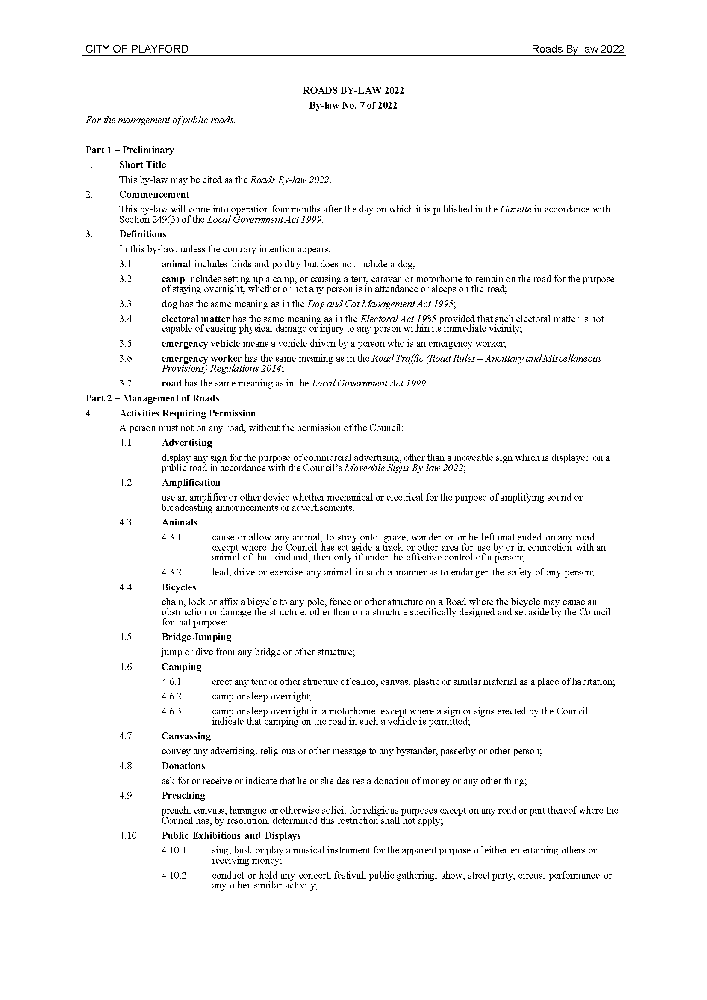 CITY OF PLAYFORD Roads By-law 2022
ROADS BY-LAW 2022
By-law No. 7 of 2022
For the management of public roads.
Part 1 – Preliminary
1. Short Title
This by-law may be cited as the Roads By-law 2022.
2. Commencement
This by-law will come into operation four months after the day on which it is published in the Gazette in accordance with
Section 249(5) of the Local Government Act 1999.
3. Definitions
In this by-law, unless the contrary intention appears:
3.1 animal includes birds and poultry but does not include a dog;
3.2 camp includes setting up a camp, or causing a tent, caravan or motorhome to remain on the road for the purpose
of staying overnight, whether or not any person is in attendance or sleeps on the road;
3.3 dog has the same meaning as in the Dog and Cat Management Act 1995;
3.4 electoral matter has the same meaning as in the Electoral Act 1985 provided that such electoral matter is not
capable of causing physical damage or injury to any person within its immediate vicinity;
3.5 emergency vehicle means a vehicle driven by a person who is an emergency worker;
3.6 emergency worker has the same meaning as in the Road Traffic (Road Rules – Ancillary and Miscellaneous
Provisions) Regulations 2014;
3.7 road has the same meaning as in the Local Government Act 1999.
Part 2 – Management of Roads
4. Activities Requiring Permission
A person must not on any road, without the permission of the Council:
4.1 Advertising
display any sign for the purpose of commercial advertising, other than a moveable sign which is displayed on a
public road in accordance with the Council’s Moveable Signs By-law 2022;
4.2 Amplification
use an amplifier or other device whether mechanical or electrical for the purpose of amplifying sound or
broadcasting announcements or advertisements;
4.3 Animals
4.3.1 cause or allow any animal, to stray onto, graze, wander on or be left unattended on any road
except where the Council has set aside a track or other area for use by or in connection with an
animal of that kind and, then only if under the effective control of a person;
4.3.2 lead, drive or exercise any animal in such a manner as to endanger the safety of any person;
4.4 Bicycles
chain, lock or affix a bicycle to any pole, fence or other structure on a Road where the bicycle may cause an
obstruction or damage the structure, other than on a structure specifically designed and set aside by the Council
for that purpose;
4.5 Bridge Jumping
jump or dive from any bridge or other structure;
4.6 Camping
4.6.1 erect any tent or other structure of calico, canvas, plastic or similar material as a place of habitation;
4.6.2 camp or sleep overnight;
4.6.3 camp or sleep overnight in a motorhome, except where a sign or signs erected by the Council
indicate that camping on the road in such a vehicle is permitted;
4.7 Canvassing
convey any advertising, religious or other message to any bystander, passerby or other person;
4.8 Donations
ask for or receive or indicate that he or she desires a donation of money or any other thing;
4.9 Preaching
preach, canvass, harangue or otherwise solicit for religious purposes except on any road or part thereof where the
Council has, by resolution, determined this restriction shall not apply;
4.10 Public Exhibitions and Displays
4.10.1 sing, busk or play a musical instrument for the apparent purpose of either entertaining others or
receiving money;
4.10.2 conduct or hold any concert, festival, public gathering, show, street party, circus, performance or
any other similar activity;